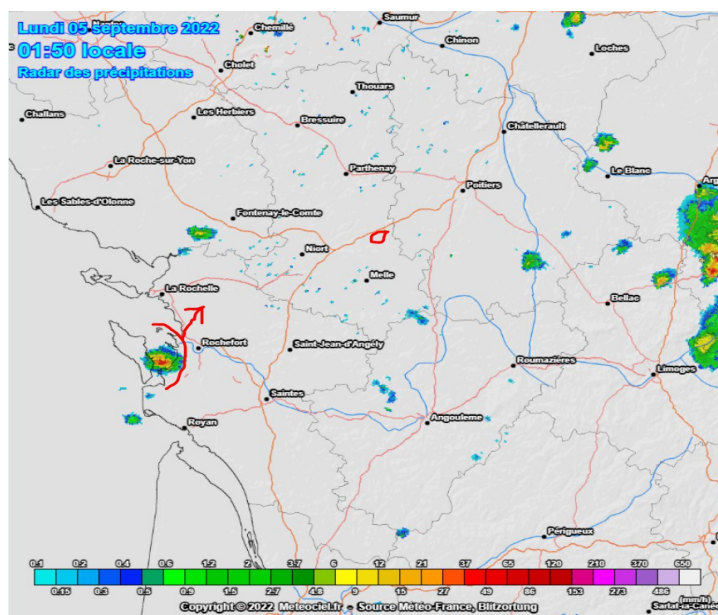 Lundi 05 septembre 2022
01:50 locale
Radar des précipitations
Saumur
Chemillé
Chinon
Loches
Cholet
Thouars
Challans
Les Herbiers
Bressuire
Châtellerault
La Roche-sur-Yon
Parthenay
Le Blanc
Poitiers
Les Sables-d'Olonne
Fontenay-le-Comte
Niort
Melle
La Rochelle
Bellac
Rochefort
Saint-Jean-d'Angély
Roumazières
Limoges
Saintes
Royan
Angouleme
Périgueux
0.1 0.2 0.4 0.6 1.2 2 3.7 6 12 21 37 65 120 210 370 650
0.15 0.3 0.5 0.9 1.6 2.7 4.8 9 15 27 49 86 153 273 486 (mm/h)
Copyright © 2022 Meteociel.fr - Source Météo-France, Blitzortung